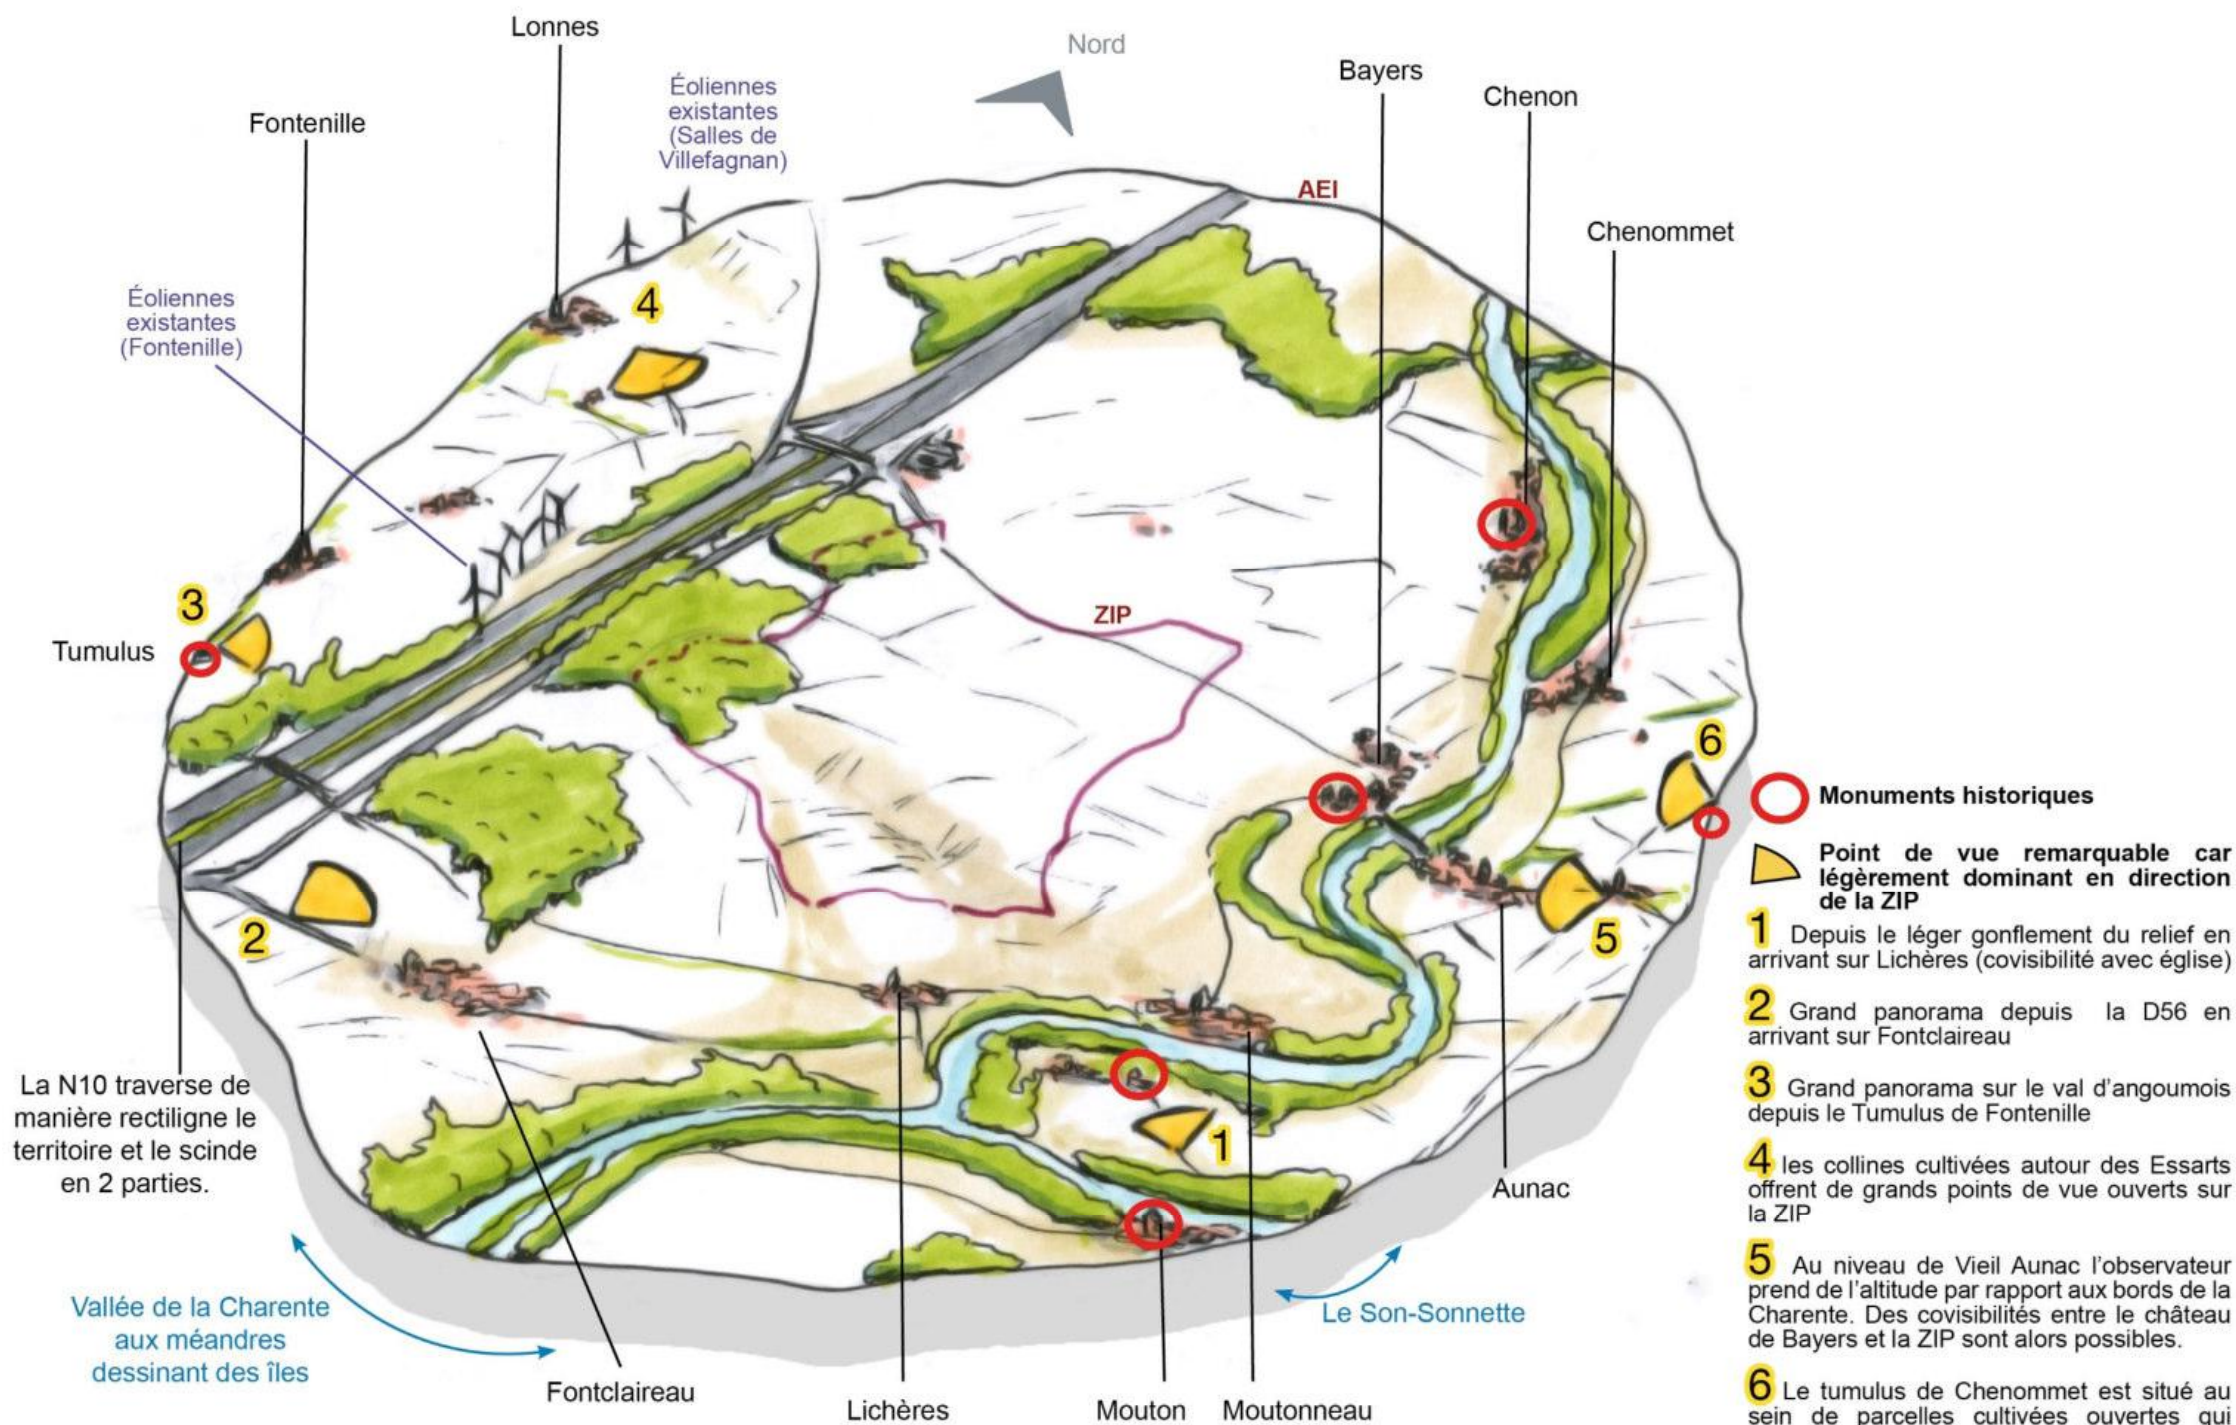 Lonnes
Nord
Bayers
Éoliennes
existantes
(Salles de
Villefagnan)
Chenon
Fontenille
AEI
Chenommet
4
Éoliennes
existantes
(Fontenille)
3
ZIP
Tumulus
6
Monuments historiques
Point de vue remarquable car
légèrement dominant en direction
de la ZIP
2
5
1 Depuis le léger gonflement du relief en
arrivant sur Lichères (covisibilité avec église)
2 Grand panorama depuis la D56 en
arrivant sur Fontclaireau
3 Grand panorama sur le val d'angoumois
depuis le Tumulus de Fontenille
4 les collines cultivées autour des Essarts
offrent de grands points de vue ouverts sur
la ZIP
5 Au niveau de Vieil Aunac l'observateur
prend de l'altitude par rapport aux bords de la
Charente. Des covisibilités entre le château
de Bayers et la ZIP sont alors possibles.
6 Le tumulus de Chenommet est situé au
sein de parcelles cultivées ouvertes qui
La N10 traverse de
manière rectiligne le
territoire et le scinde
en 2 parties.
1
Aunac
Vallée de la Charente
aux méandres
dessinant des îles
Le Son-Sonnette
Fontclaireau
Lichères
Mouton
Moutonneau